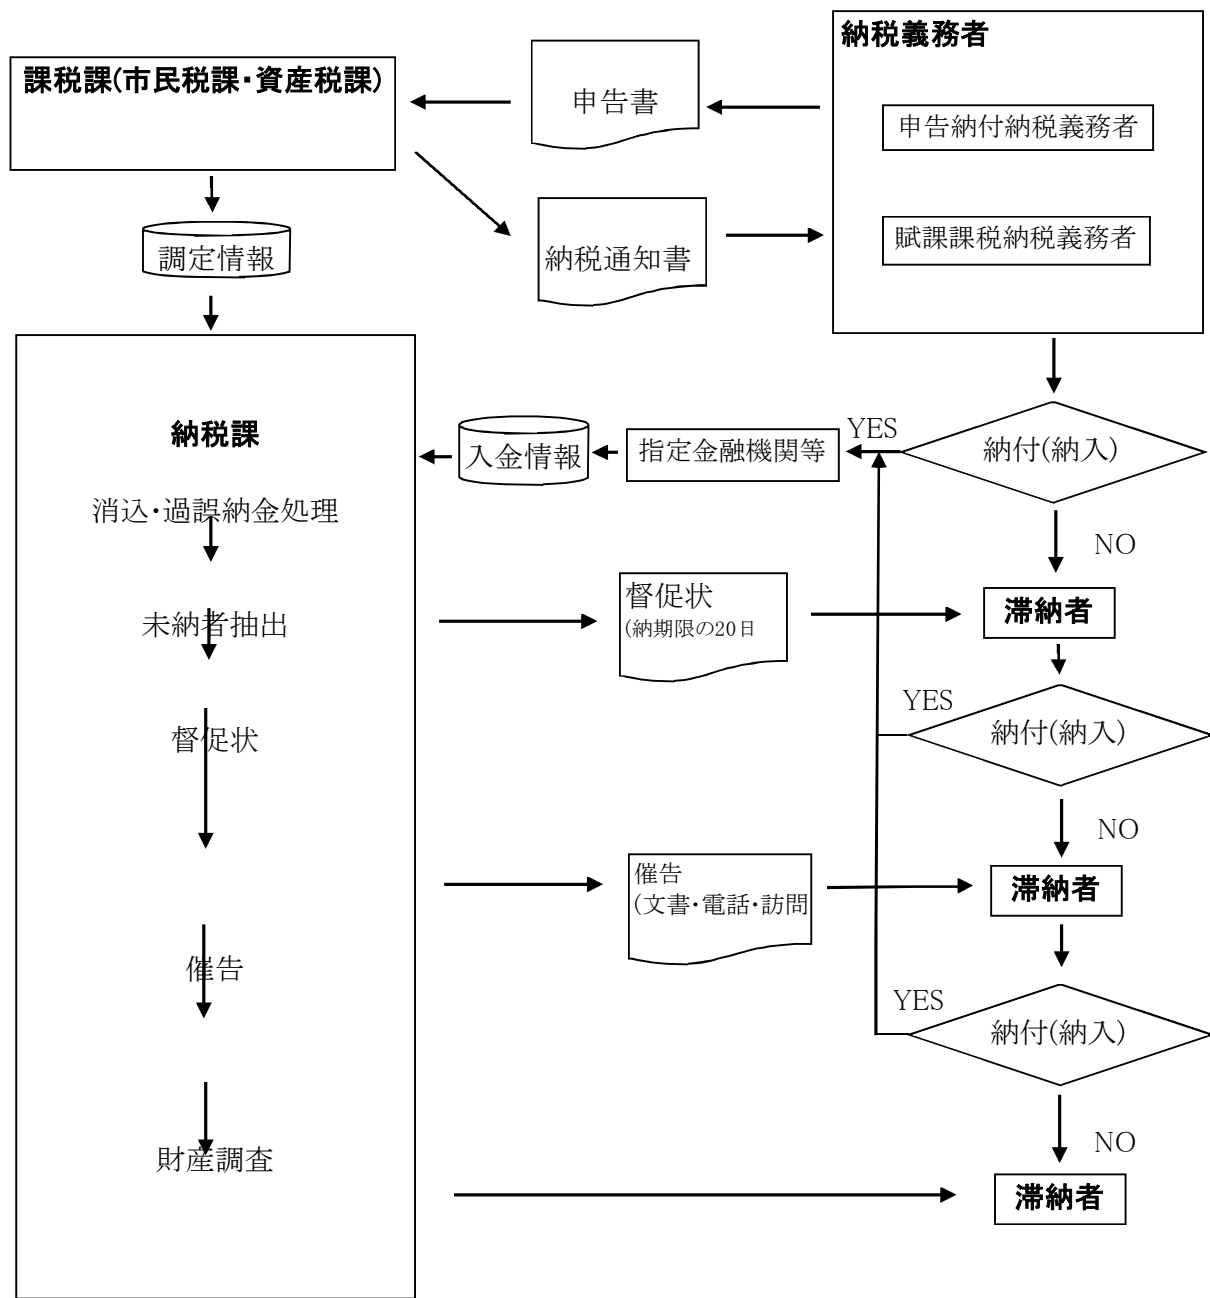 納税義務者
課税課(市民税課・資産税課)
申告書
申告納付納税義務者
納税通知書
賦課課税納税義務者
調定情報
納税課
入金情報
指定金融機関等
YES
納付(納入)
消込・過誤納金処理
NO
未納者抽出
督促状
(納期限の20日
滞納者
督促状
YES
納付(納入)
NO
催告
(文書・電話・訪問
滞納者
催告
YES
納付(納入)
NO
財産調査
滞納者